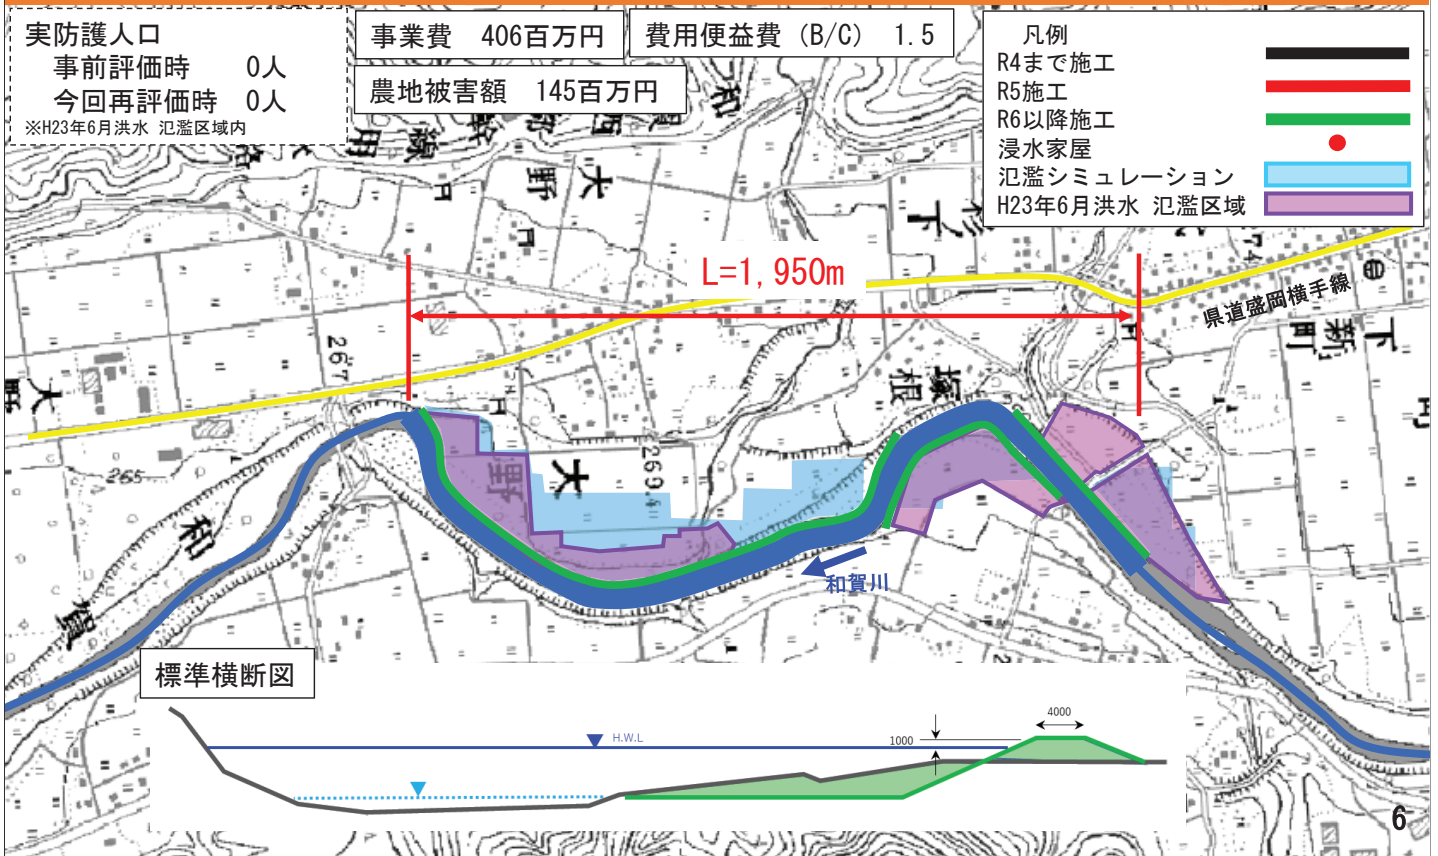 実防護人口
事前評価時 0人
今回再評価時 0人
※H23年6月洪水 氾濫区域内
事業費 406百万円
費用便益費(B/C) 1.5
農地被害額 145百万円
凡例
R4まで施工
R5施工
R6以降施工
浸水家屋
氾濫シミュレーション
H23年6月洪水 氾濫区域
L=1,950m
県道盛岡横手線
下新町
大野
塚根
267
265
269.4
大野
和賀
和賀川
標準横断図
H.W.L
1000
4000
6